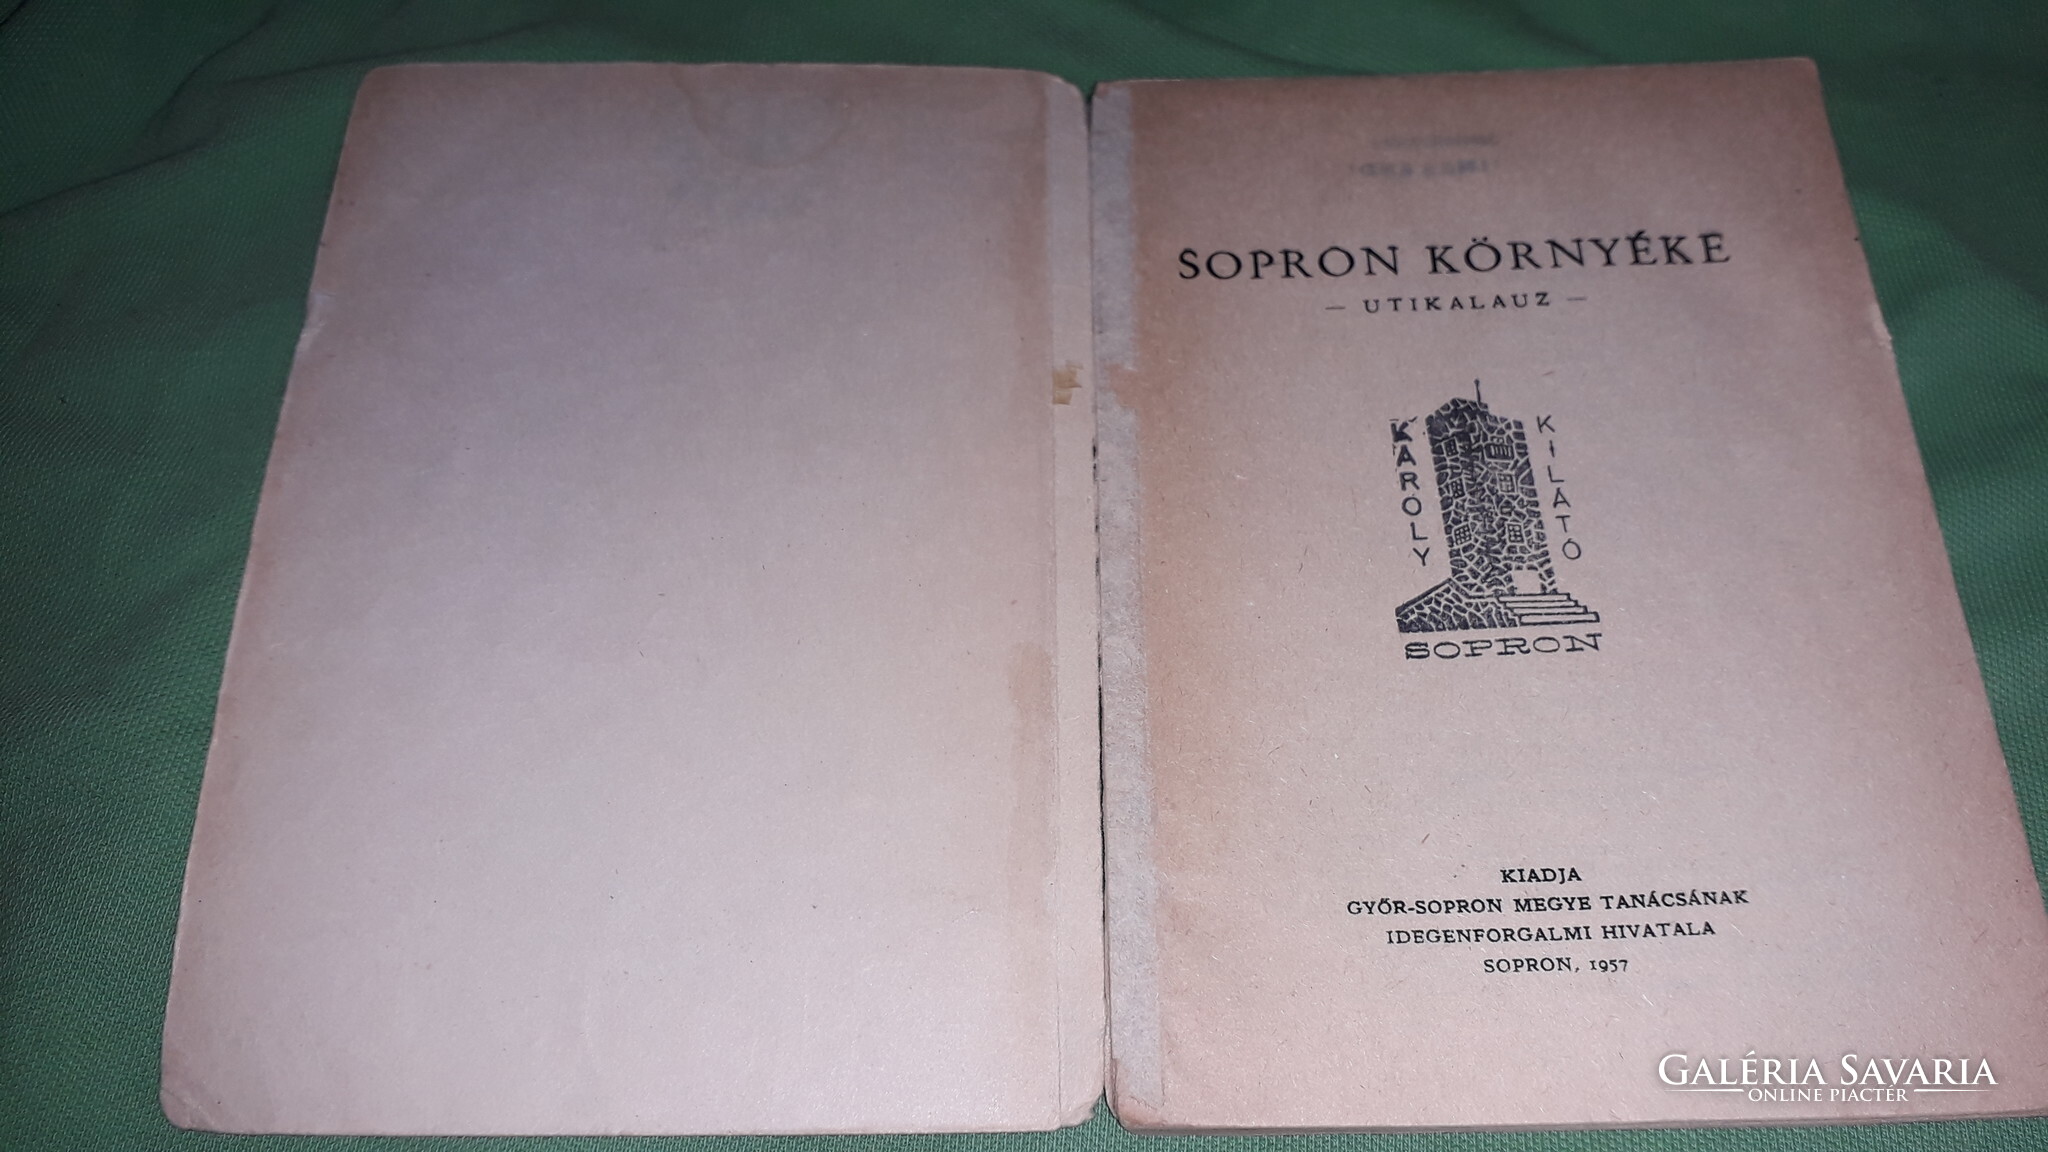 SOPRON KÖRNYÉKE
— UTIKALAUZ —
KÁROLY
KILÁTÓ
SOPRON
KIADJA
GYŐR-SOPRON MEGYE TANÁCSÁNAK
IDEGENFORGALMI HIVATALA
SOPRON, 1957
GALÉRIA SAVARIA
ONLINE PIACTÉR